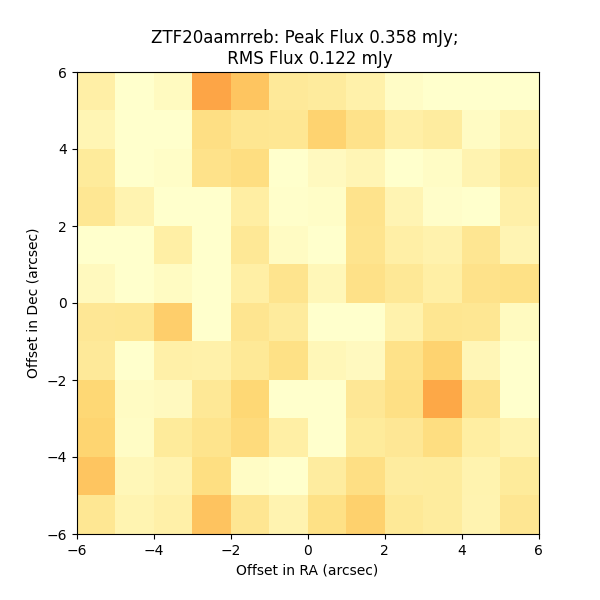 ZTF20aamrreb: Peak Flux 0.358 mJy;
RMS Flux 0.122 mJy
6
4
2
0
−2
−4
−6
Offset in Dec (arcsec)
−6 −4 −2 0 2 4 6
Offset in RA (arcsec)